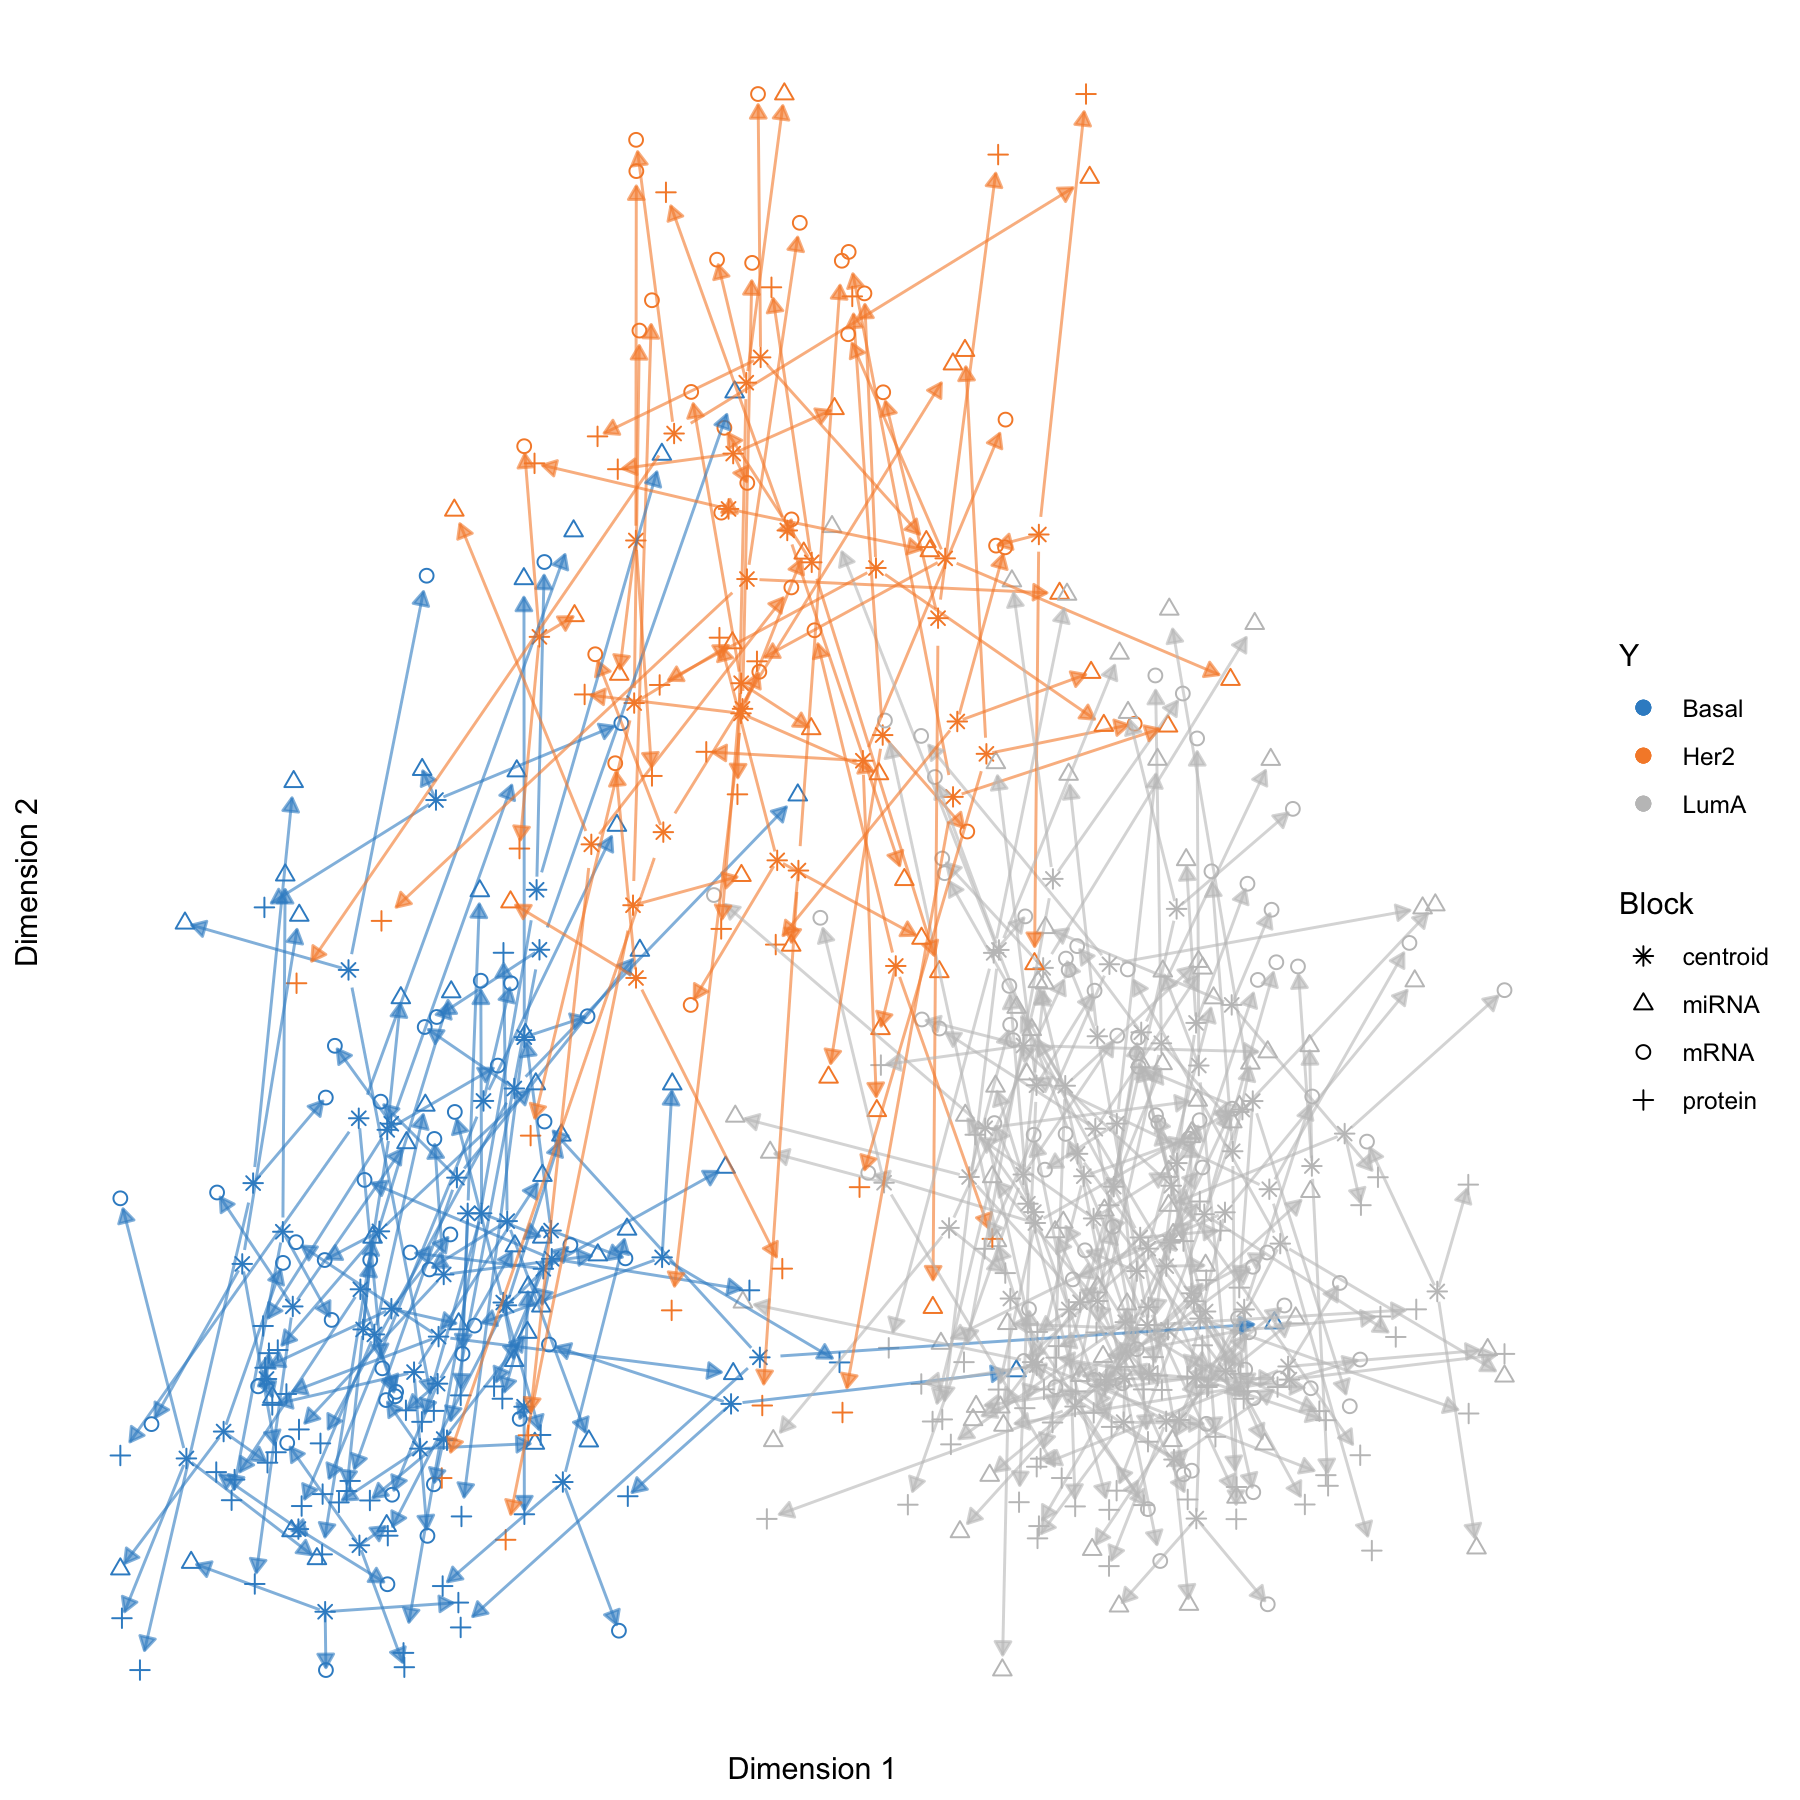 Y
Basal
Her2
LumA
Block
centroid
miRNA
mRNA
protein
Dimension 2
Dimension 1